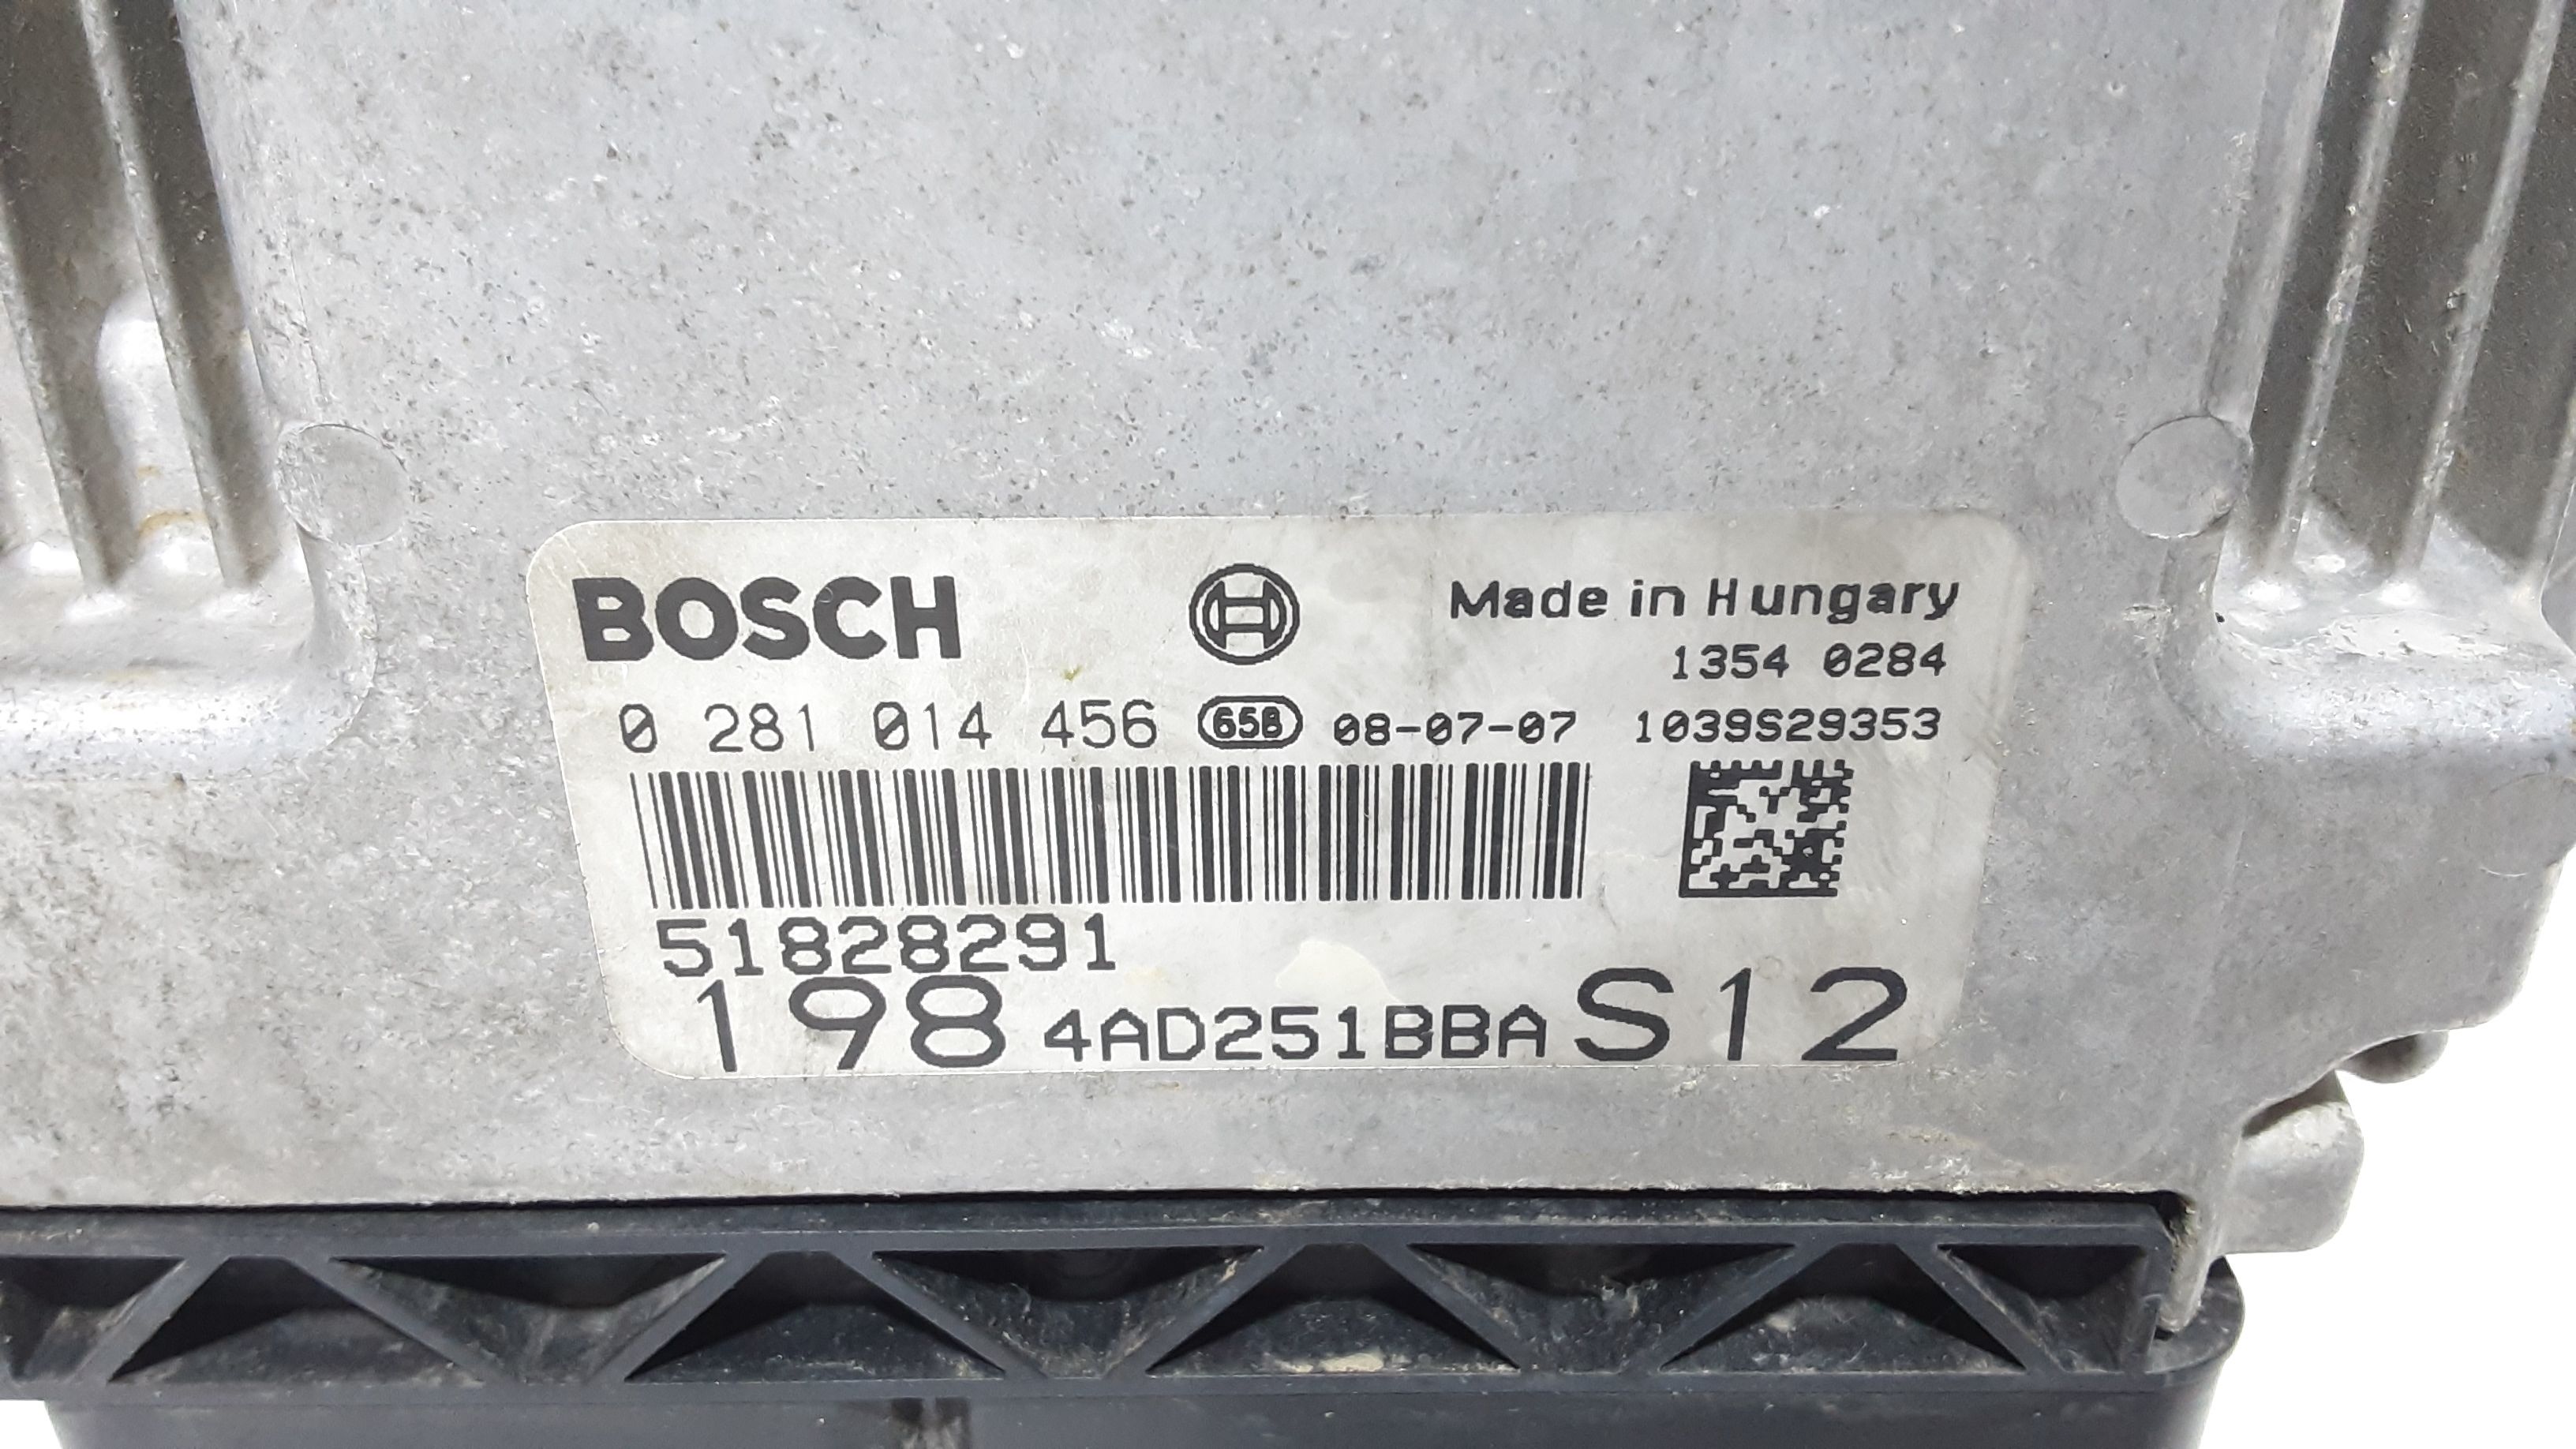 BOSCH Made in Hungary
1354 0284
0 281 014 456 658 08-07-07 1039S29353
51828291
198 4AD251BBA S12